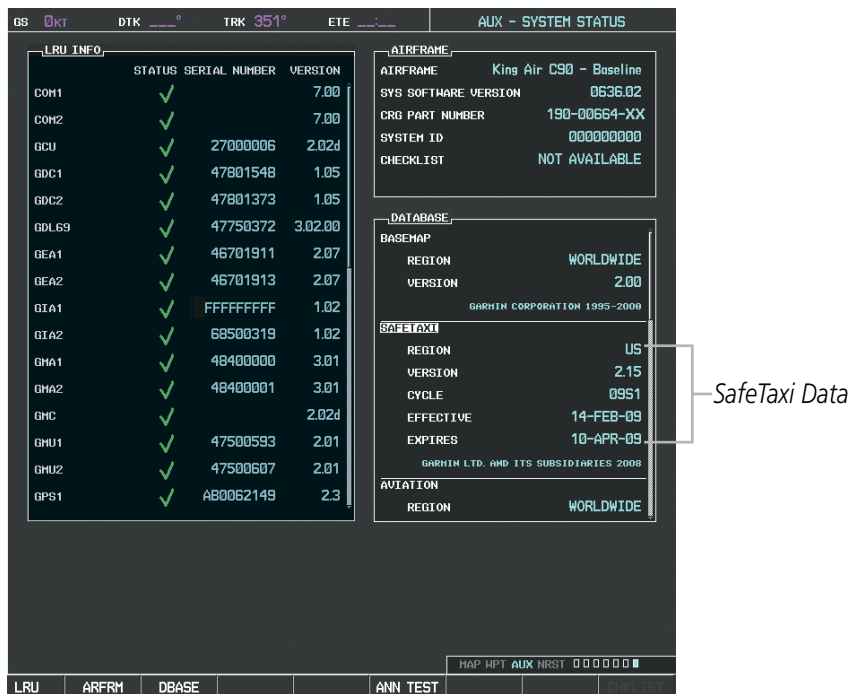 GS 0KT DTK ___° TRK 351° ETE __:__ AUX - SYSTEM STATUS
LRU INFO
STATUS SERIAL NUMBER VERSION
COM1 7.00
COM2 7.00
GCU 27000006 2.02d
GDC1 47801548 1.05
GDC2 47801373 1.05
GDL69 47750372 3.02.00
GEA1 46701911 2.07
GEA2 46701913 2.07
GIA1 FFFFFFFFF 1.02
GIA2 68500319 1.02
GMA1 48400000 3.01
GMA2 48400001 3.01
GMC 2.02d
GMU1 47500593 2.01
GMU2 47500607 2.01
GPS1 AB0062149 2.3
AIRFRAME
AIRFRAME King Air C90 - Baseline
SYS SOFTWARE VERSION 0636.02
CRG PART NUMBER 190-00664-XX
SYSTEM ID 000000000
CHECKLIST NOT AVAILABLE
DATABASE
BASEMAP
REGION WORLDWIDE
VERSION 2.00
GARMIN CORPORATION 1995-2000
SAFETAXI
REGION US
VERSION 2.15
CYCLE 09S1
EFFECTIVE 14-FEB-09
EXPIRES 10-APR-09
GARMIN LTD. AND ITS SUBSIDIARIES 2008
AVIATION
REGION WORLDWIDE
SafeTaxi Data
MAP WPT AUX NRST
LRU ARFRM DBASE ANN TEST CHKLIST